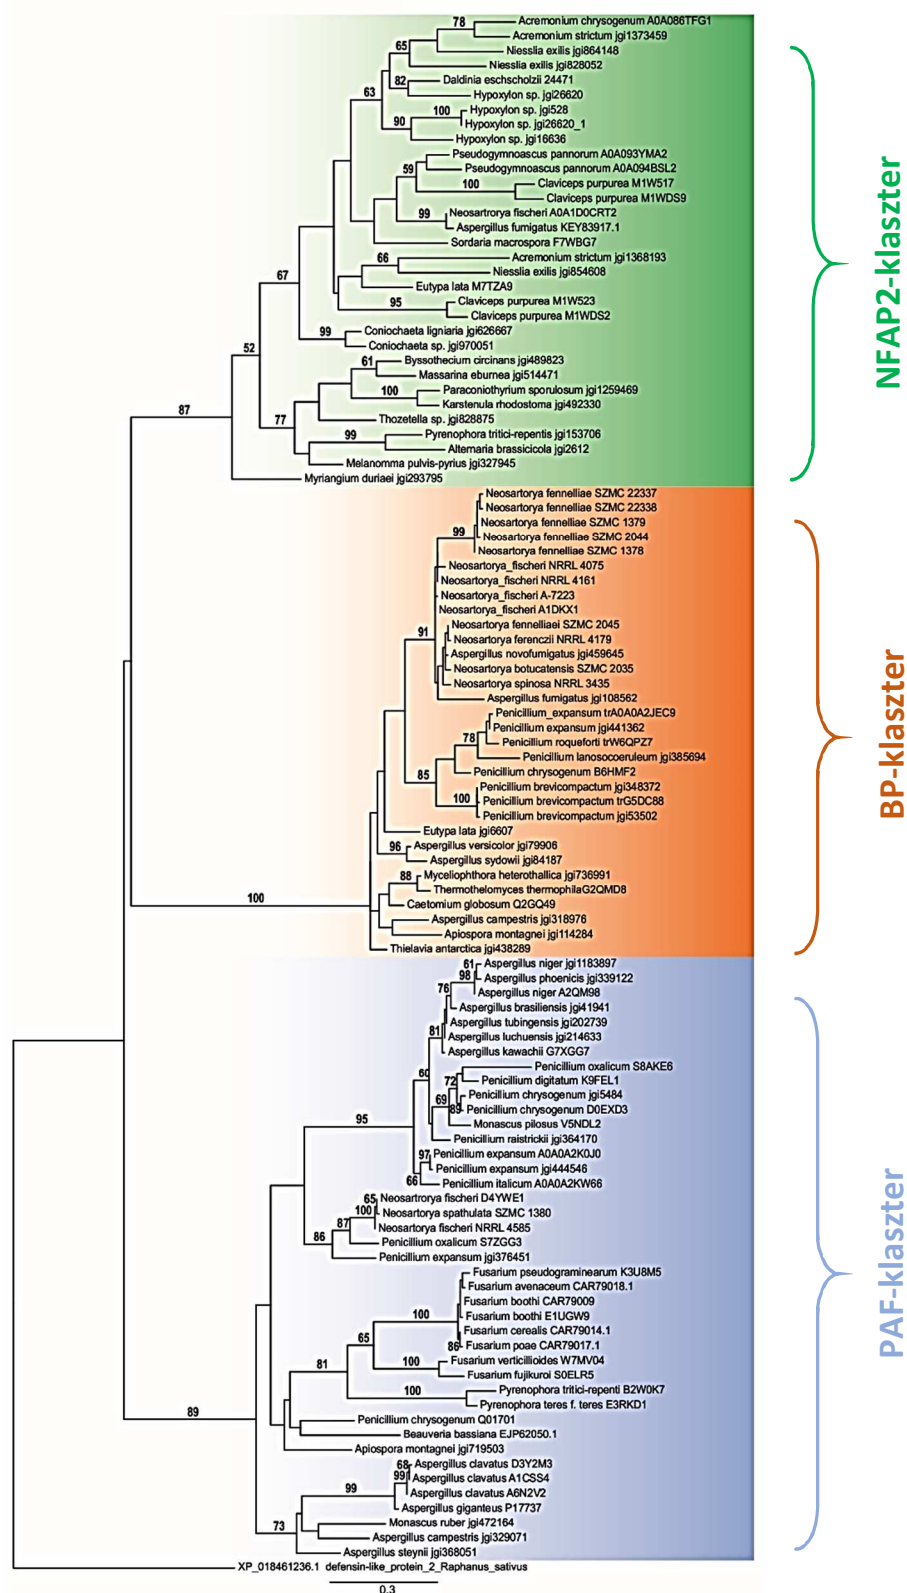 78
Acremonium chrysogenum A0A086TFG1
Acremonium strictum jgi1373459
65
Niesslia exilis jgi864148
Niesslia exilis jgi828052
82
Daldinia eschscholzii 24471
63
Hypoxylon sp. jgi26620
100
Hypoxylon sp. jgi528
90
Hypoxylon sp. jgi26620_1
Hypoxylon sp. jgi16636
Pseudogymnoascus pannorum A0A093YMA2
59
Pseudogymnoascus pannorum A0A094BSL2
100
Claviceps purpurea M1W517
Claviceps purpurea M1WDS9
99
Neosartrorya fischeri A0A1D0CRT2
Aspergillus fumigatus KEY83917.1
Sordaria macrospora F7WBG7
66
Acremonium strictum jgi1368193
67
Niesslia exilis jgi854608
Eutypa lata M7TZA9
95
Claviceps purpurea M1W523
Claviceps purpurea M1WDS2
99
Coniochaeta ligniaria jgi626667
Coniochaeta sp. jgi970051
52
61
Byssothecium circinans jgi489823
Massarina eburnea jgi514471
100
Paraconiothyrium sporulosum jgi1259469
Karstenula rhodostoma jgi492330
87
77
Thozetella sp. jgi828875
99
Pyrenophora tritici-repentis jgi153706
Alternaria brassicicola jgi2612
Melanomma pulvis-pyrius jgi327945
Myriangium duriaei jgi293795
NFAP2-klaszter
Neosartorya fennelliae SZMC 22337
Neosartorya fennelliae SZMC 22338
Neosartorya fennelliae SZMC 1379
99
Neosartorya fennelliae SZMC 2044
Neosartorya fennelliae SZMC 1378
Neosartorya_fischeri NRRL 4075
Neosartorya_fischeri NRRL 4161
Neosartorya_fischeri A-7223
Neosartorya_fischeri A1DKX1
91
Neosartorya fennelliaei SZMC 2045
Neosartorya ferenczii NRRL 4179
Aspergillus novofumigatus jgi459645
Neosartorya botucatensis SZMC 2035
Neosartorya spinosa NRRL 3435
Aspergillus fumigatus jgi108562
Penicillium_expansum trA0A0A2JEC9
Penicillium expansum jgi441362
78
Penicillium roqueforti trW6QPZ7
Penicillium lanosocoeruleum jgi385694
85
Penicillium chrysogenum B6HMF2
Penicillium brevicompactum jgi348372
100
Penicillium brevicompactum trG5DC88
Penicillium brevicompactum jgi53502
Eutypa lata jgi6607
96
Aspergillus versicolor jgi79906
Aspergillus sydowii jgi84187
88
Myceliophthora heterothallica jgi736991
Thermothelomyces thermophilaG2QMD8
100
Caetomium globosum Q2GQ49
Aspergillus campestris jgi318976
Apiospora montagnei jgi114284
Thielavia antarctica jgi438289
BP-klaszter
61
Aspergillus niger jgi1183897
98
Aspergillus phoenicis jgi339122
76
Aspergillus niger A2QM98
Aspergillus brasiliensis jgi41941
Aspergillus tubingensis jgi202739
81
Aspergillus luchuensis jgi214633
Aspergillus kawachii G7XGG7
60
Penicillium oxalicum S8AKE6
72
Penicillium digitatum K9FEL1
69
Penicillium chrysogenum jgi5484
89
Penicillium chrysogenum D0EXD3
95
Monascus pilosus V5NDL2
Penicillium raistrickii jgi364170
97
Penicillium expansum A0A0A2K0J0
Penicillium expansum jgi444546
66
Penicillium italicum A0A0A2KW66
65
Neosartrorya fischeri D4YWE1
100
Neosartorya spathulata SZMC 1380
87
Neosartorya fischeri NRRL 4585
86
Penicillium oxalicum S7ZGG3
Penicillium expansum jgi376451
Fusarium pseudograminearum K3U8M5
Fusarium avenaceum CAR79018.1
Fusarium boothi CAR79009
100
Fusarium boothi E1UGW9
Fusarium cerealis CAR79014.1
65
86
Fusarium poae CAR79017.1
81
100
Fusarium verticillioides W7MV04
Fusarium fujikuroi S0ELR5
100
Pyrenophora tritici-repenti B2W0K7
Pyrenophora teres f. teres E3RKD1
89
Penicillium chrysogenum Q01701
Beauveria bassiana EJP62050.1
Apiospora montagnei jgi719503
68
Aspergillus clavatus D3Y2M3
99
Aspergillus clavatus A1CSS4
99
Aspergillus clavatus A6N2V2
Aspergillus giganteus P17737
73
Monascus ruber jgi472164
Aspergillus campestris jgi329071
Aspergillus steynii jgi368051
PAF-klaszter
XP_018461236.1 defensin-like_protein_2_Raphanus_sativus
0.3